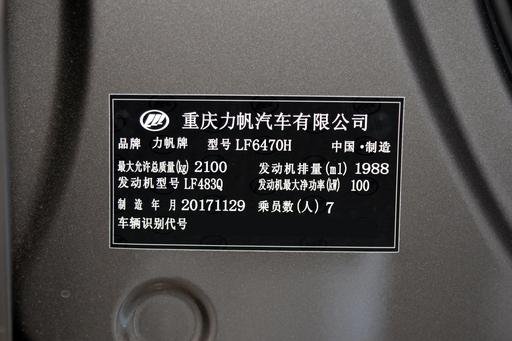 重庆力帆汽车有限公司
品牌 力帆牌 型号 LF6470H 中国·制造
最大允许总质量(kg) 2100 发动机排量(ml) 1988
发动机型号 LF483Q 发动机最大净功率(kW) 100
制造年月 20171129 乘员数(人) 7
车辆识别代号